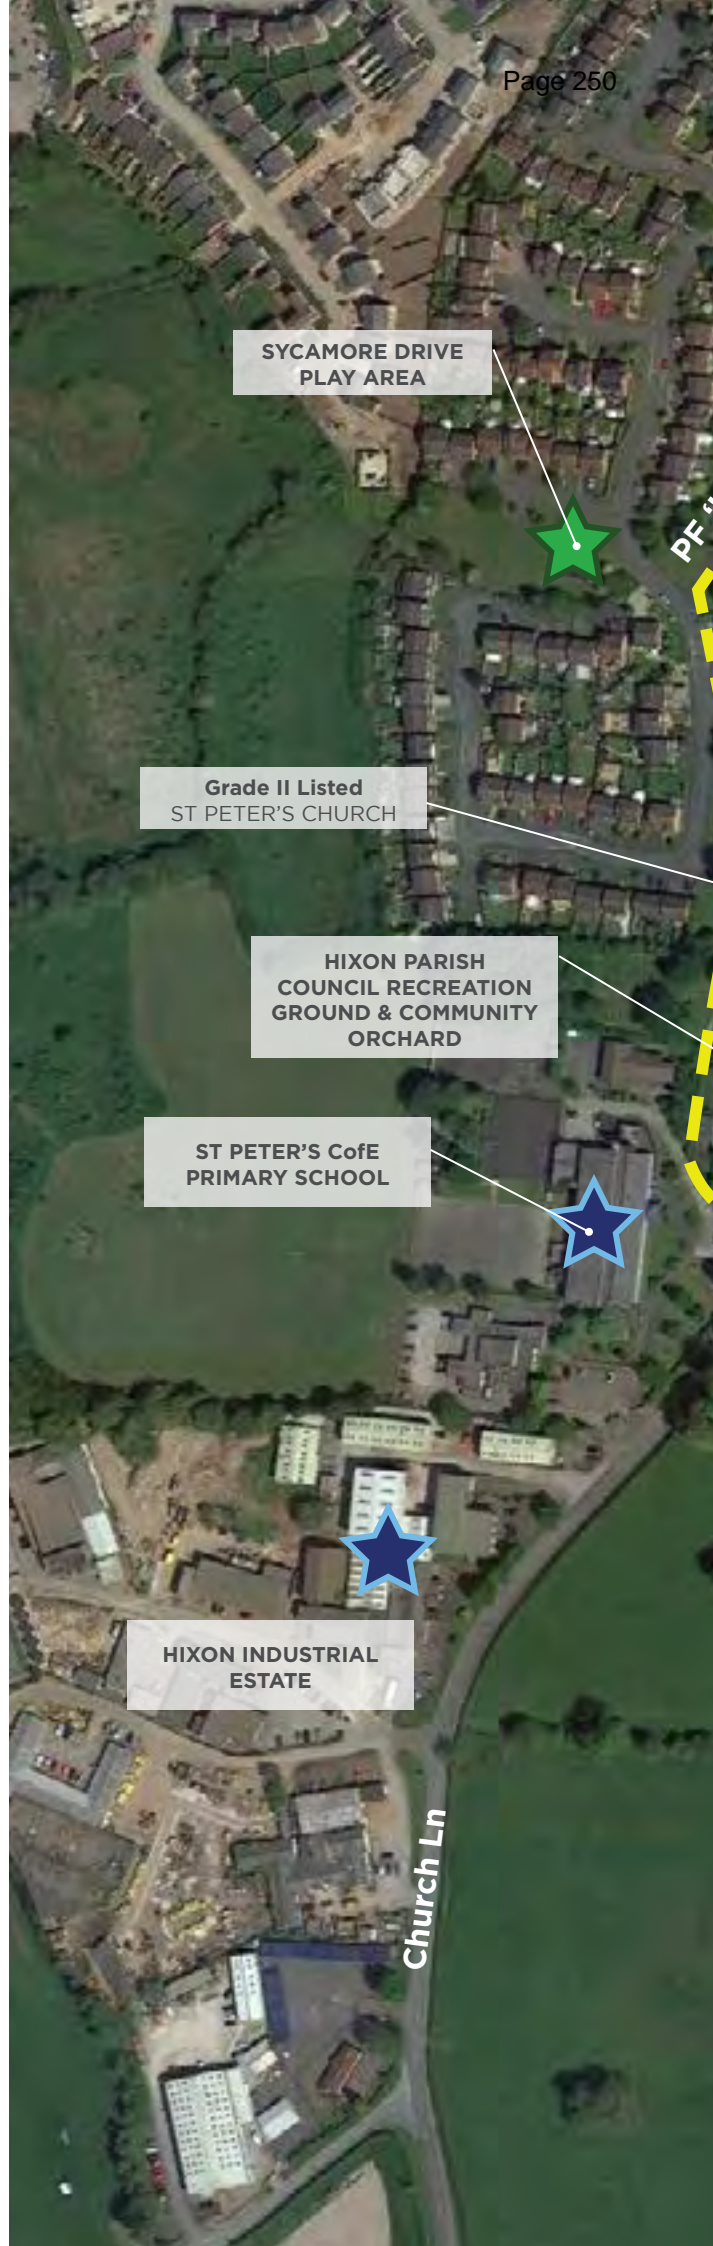 Page 250
SYCAMORE DRIVE
PLAY AREA
PF
Grade II Listed
ST PETER'S CHURCH
HIXON PARISH
COUNCIL RECREATION
GROUND & COMMUNITY
ORCHARD
ST PETER'S CofE
PRIMARY SCHOOL
HIXON INDUSTRIAL
ESTATE
Church Ln